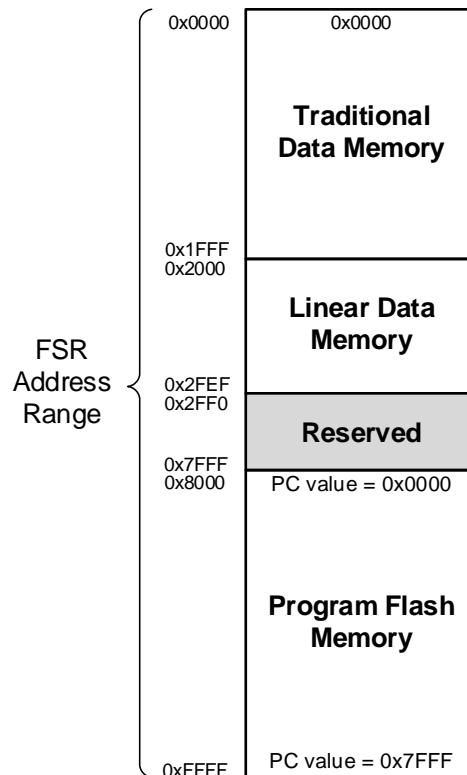 0x0000
0x0000
Traditional
Data Memory
0x1FFF
0x2000
Linear Data
Memory
FSR
Address
Range
0x2FEF
0x2FF0
Reserved
0x7FFF
0x8000
PC value = 0x0000
Program Flash
Memory
PC value = 0x7FFF
0xFFFF